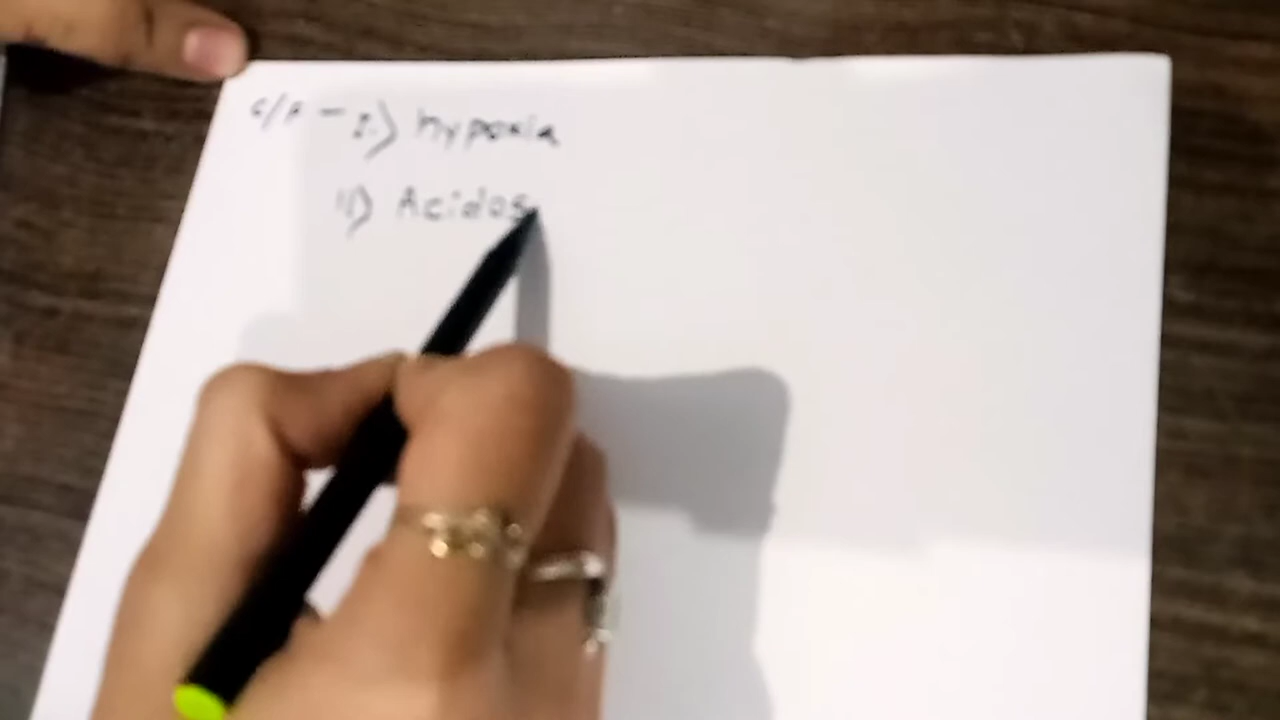 c/F - I.) hypoxia
II) Acidos